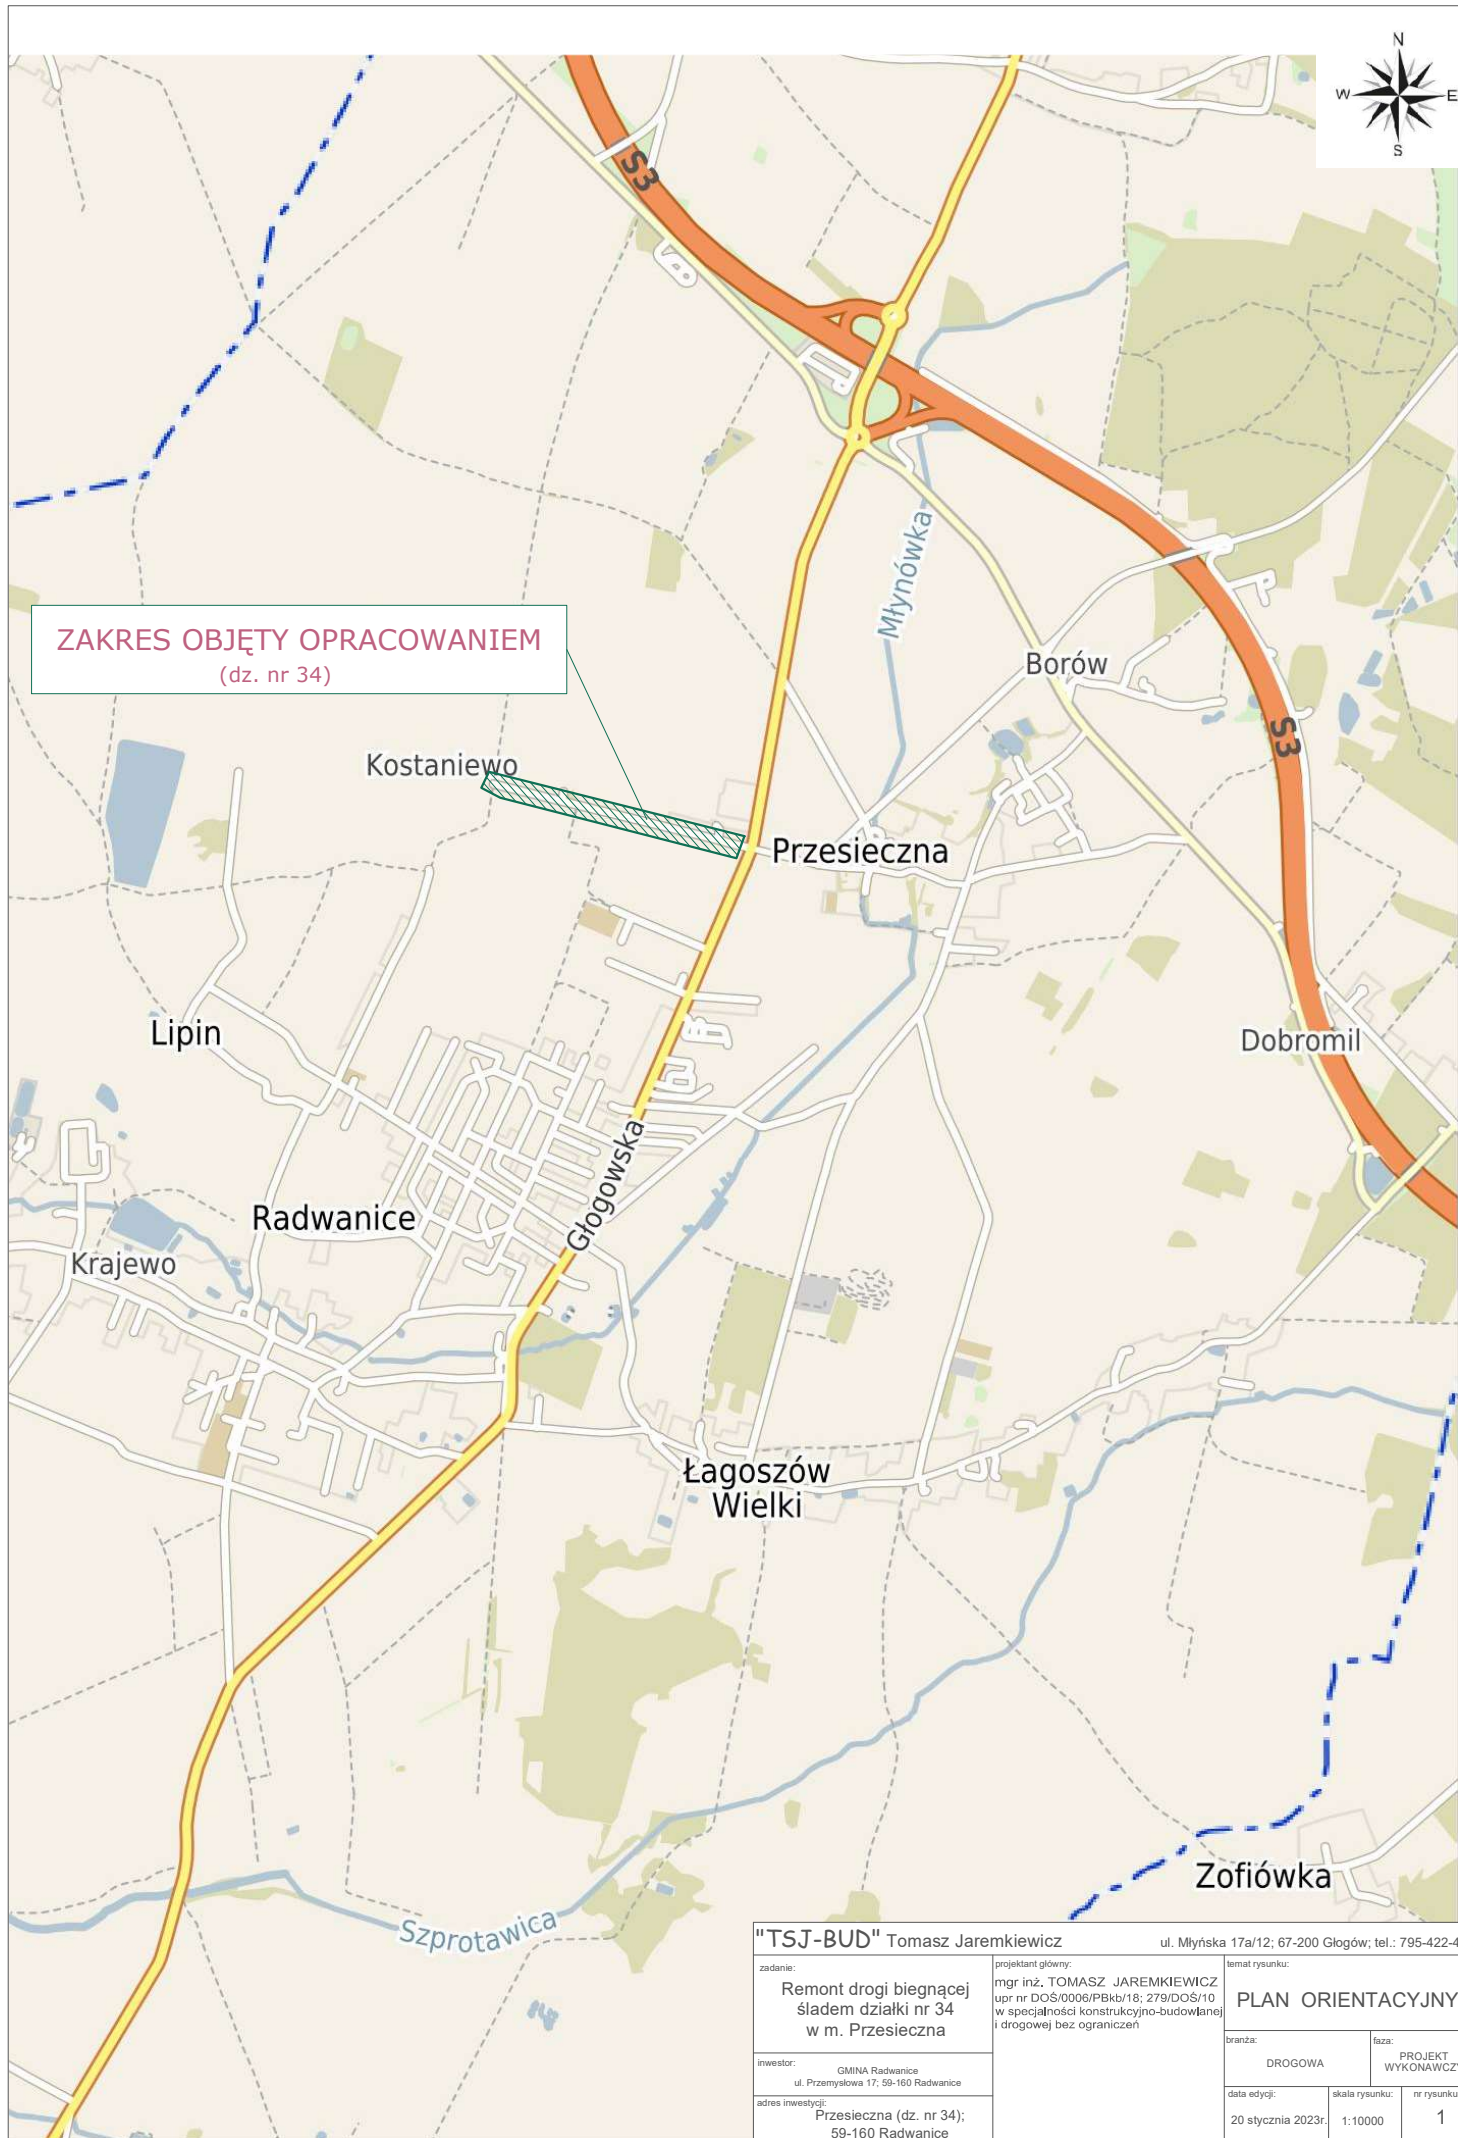 N
W
E
S
S3
Młynówka
ZAKRES OBJĘTY OPRACOWANIEM
(dz. nr 34)
Borów
S3
Kostaniewo
Przesieczna
Lipin
Dobromil
Głogowska
Radwanice
Krajewo
Łagoszów
Wielki
Zofiówka
Szprotawica
"TSJ-BUD" Tomasz Jaremkiewicz
ul. Młyńska 17a/12; 67-200 Głogów; tel.: 795-422-4
zadanie:
Remont drogi biegnącej
śladem działki nr 34
w m. Przesieczna
inwestor:
GMINA Radwanice
ul. Przemysłowa 17; 59-160 Radwanice
adres inwestycji:
Przesieczna (dz. nr 34);
59-160 Radwanice
projektant główny:
mgr inż. TOMASZ JAREMKIEWICZ
upr nr DOŚ/0006/PBkb/18; 279/DOŚ/10
w specjalności konstrukcyjno-budowlanej
i drogowej bez ograniczeń
temat rysunku:
PLAN ORIENTACYJNY
branża:
DROGOWA
faza:
PROJEKT
WYKONAWCZY
data edycji:
20 stycznia 2023r.
skala rysunku:
1:10000
nr rysunku
1